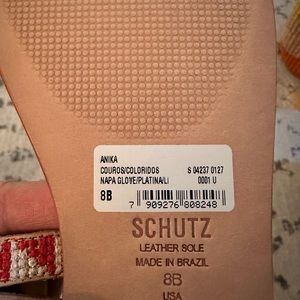 ANIKA
COUROS/COLORIDOS S 04237 0127
NAPA GLOVE/PLATINA/LI 0001 U
8B
7 909276 808248
SCHUTZ
LEATHER SOLE
MADE IN BRAZIL
8B
USA